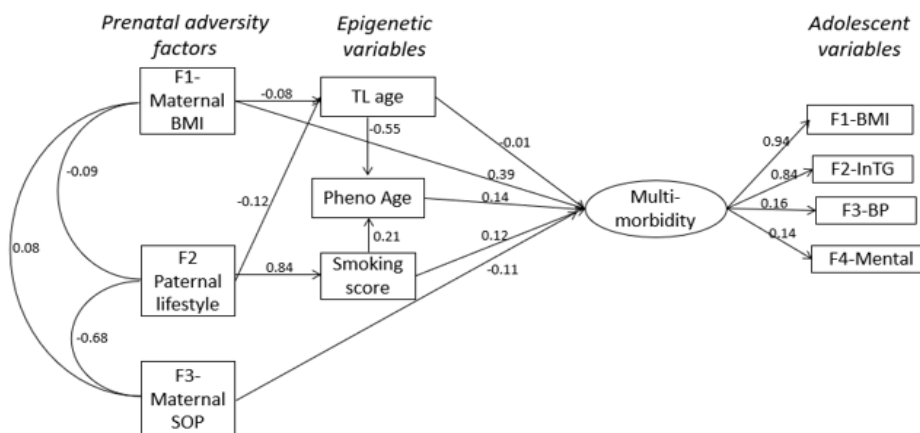 Prenatal adversity
factors
Epigenetic
variables
Adolescent
variables
F1-
Maternal
BMI
-0.08
TL age
-0.55
-0.01
F1-BMI
0.94
-0.09
0.39
0.84
F2-InTG
-0.12
Pheno Age
0.14
Multi-
morbidity
0.16
F3-BP
0.08
0.21
0.12
0.14
F4-Mental
F2
Paternal
lifestyle
0.84
Smoking
score
-0.11
-0.68
F3-
Maternal
SOP